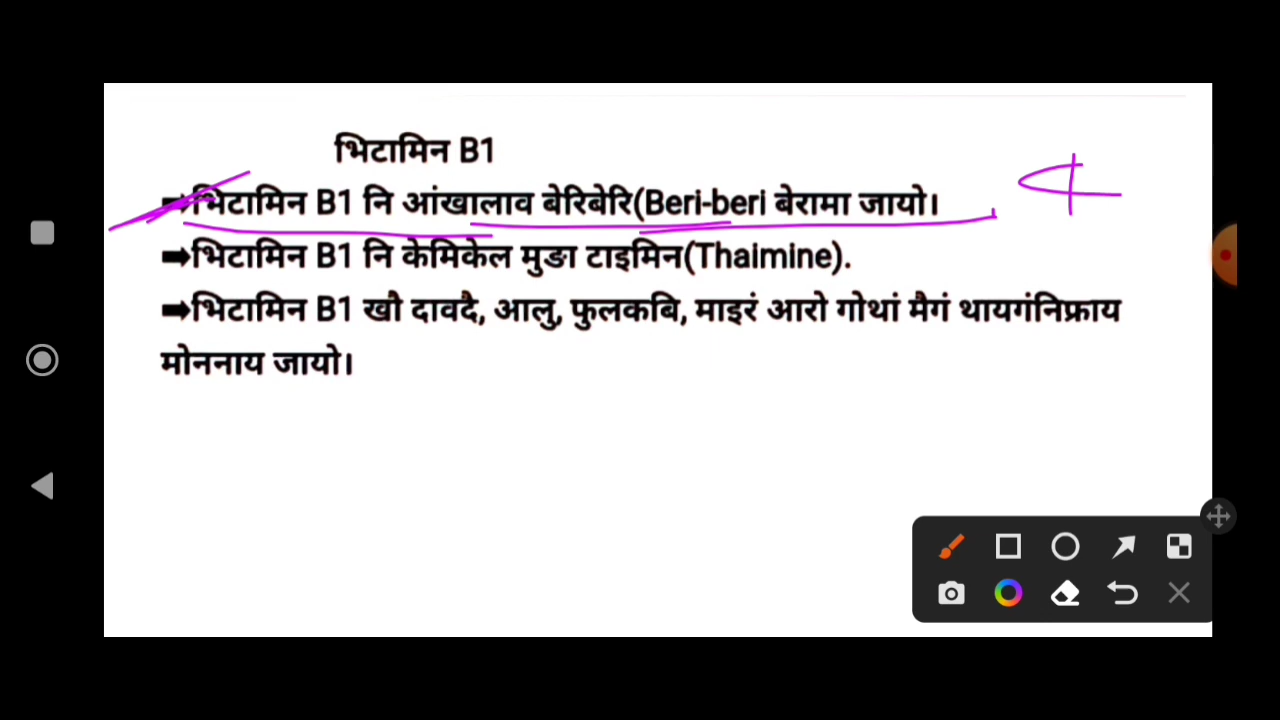 भिटामिन B1
➡भिटामिन B1 नि आंखालाव बेरिबेरि(Beri-beri बेरामा जायो।
➡भिटामिन B1 नि केमिकेल मुङा टाइमिन(Thaimine).
➡भिटामिन B1 खौ दावदै, आलु, फुलकबि, माइरं आरो गोथां मैगं थायगंनिफ्राय
मोननाय जायो।